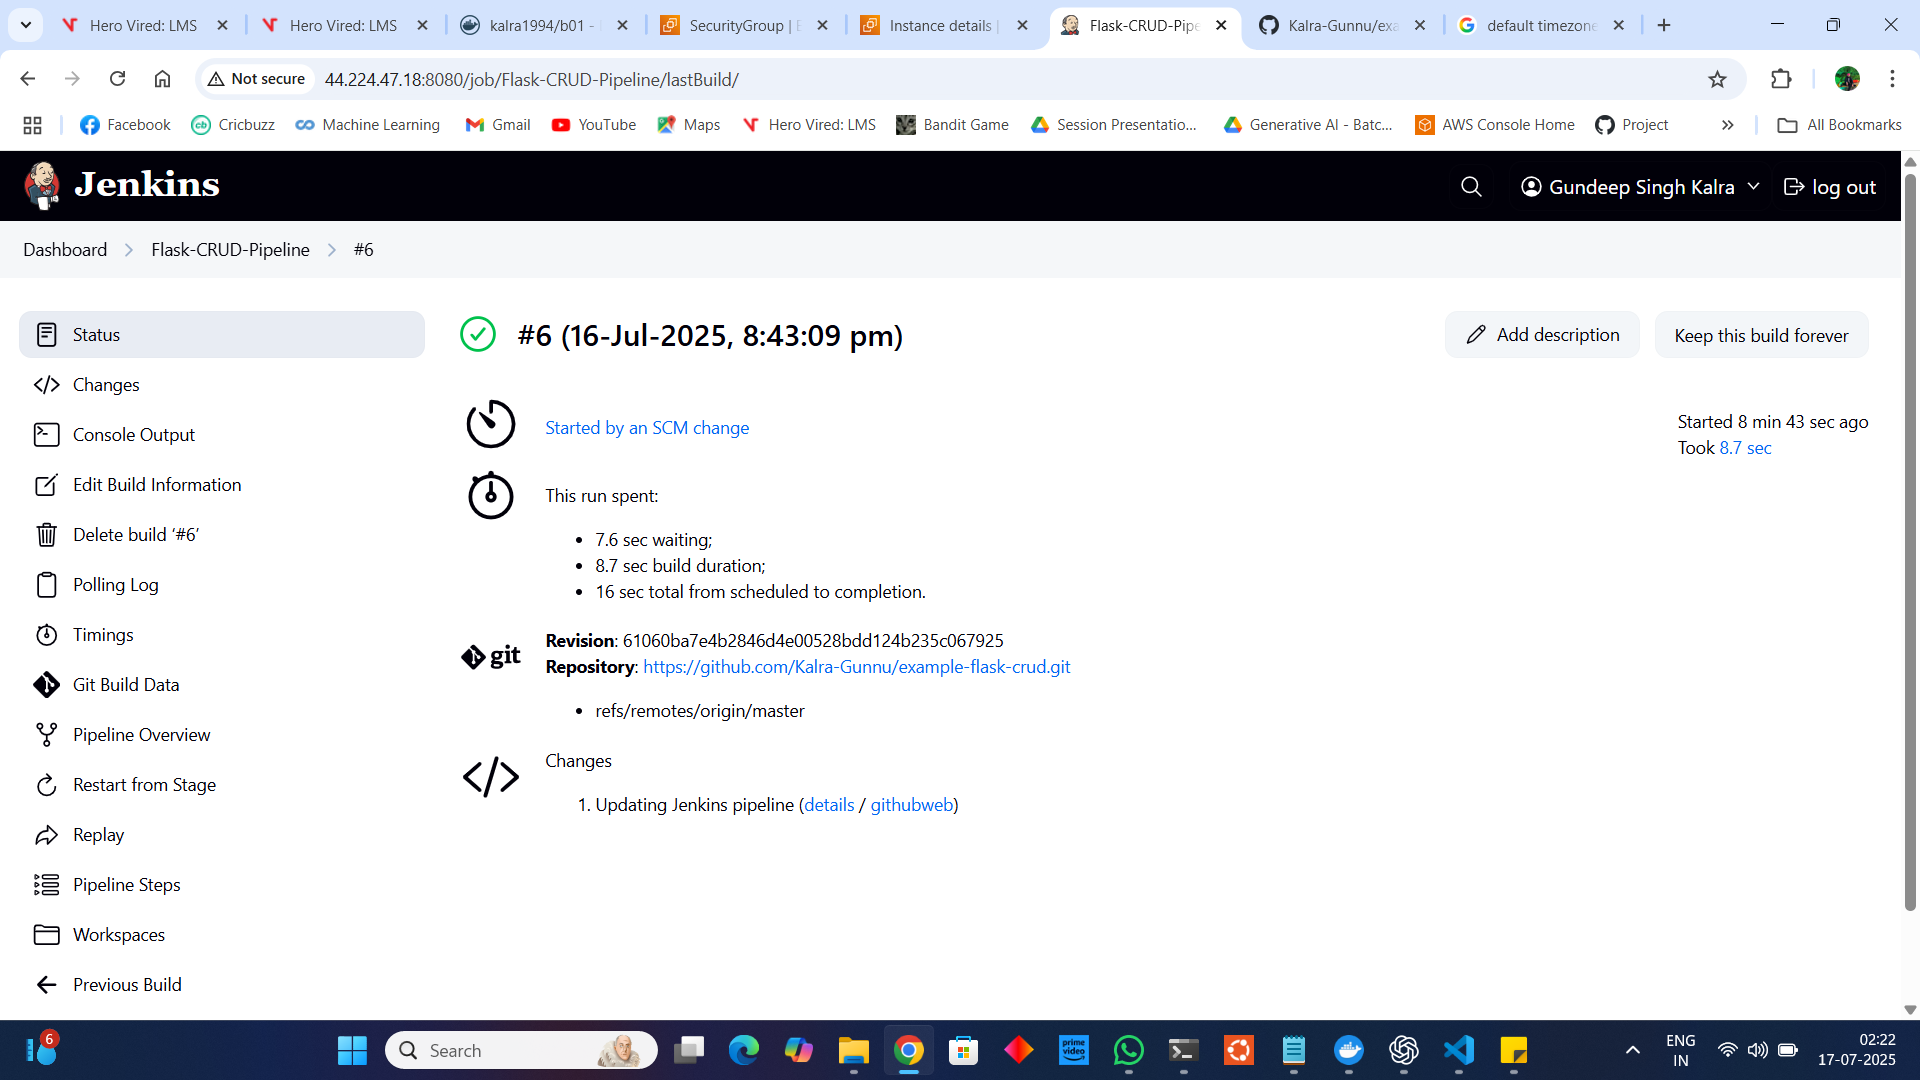 Hero Vired: LMS
Hero Vired: LMS
kalra1994/b01 -
SecurityGroup | E
Instance details |
Flask-CRUD-Pipe
Kalra-Gunnu/exa
default timezone
Not secure
44.224.47.18:8080/job/Flask-CRUD-Pipeline/lastBuild/
Facebook
Cricbuzz
Machine Learning
Gmail
YouTube
Maps
Hero Vired: LMS
Bandit Game
Session Presentatio...
Generative AI - Batc...
AWS Console Home
Project
All Bookmarks
Jenkins
Gundeep Singh Kalra
log out
Dashboard
Flask-CRUD-Pipeline
#6
Status
Changes
Console Output
Edit Build Information
Delete build ‘#6’
Polling Log
Timings
Git Build Data
Pipeline Overview
Restart from Stage
Replay
Pipeline Steps
Workspaces
Previous Build
#6 (16-Jul-2025, 8:43:09 pm)
Add description
Keep this build forever
Started by an SCM change
Started 8 min 43 sec ago
Took 8.7 sec
This run spent:
• 7.6 sec waiting;
• 8.7 sec build duration;
• 16 sec total from scheduled to completion.
git
Revision: 61060ba7e4b2846d4e00528bdd124b235c067925
Repository: https://github.com/Kalra-Gunnu/example-flask-crud.git
• refs/remotes/origin/master
Changes
1. Updating Jenkins pipeline (details / githubweb)
6
Search
prime video
ENG
IN
02:22
17-07-2025